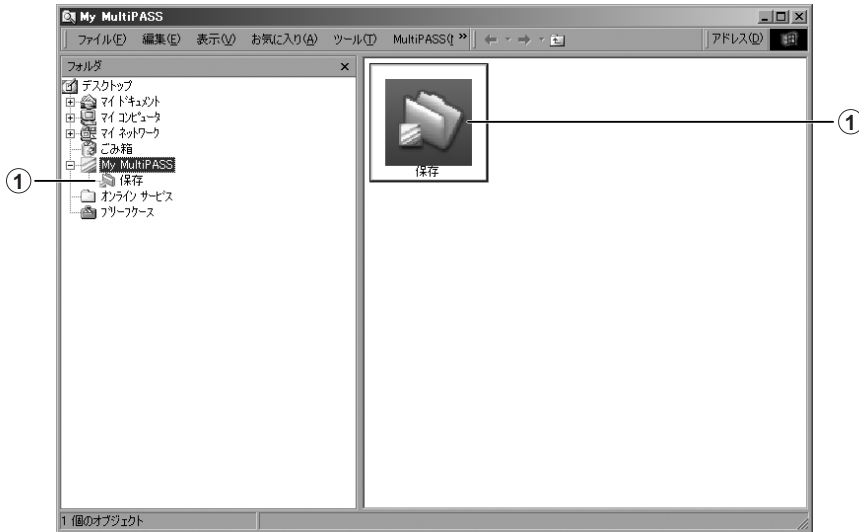 My MultiPASS
ファイル(F) 編集(E) 表示(V) お気に入り(A) ツール(T) MultiPASS( » アドレス(D)
フォルダ ×
デスクトップ
マイ ドキュメント
マイ コンピュータ
マイ ネットワーク
ごみ箱
My MultiPASS
① 保存
オンライン サービス
ブリーフケース
保存
①
1 個のオブジェクト